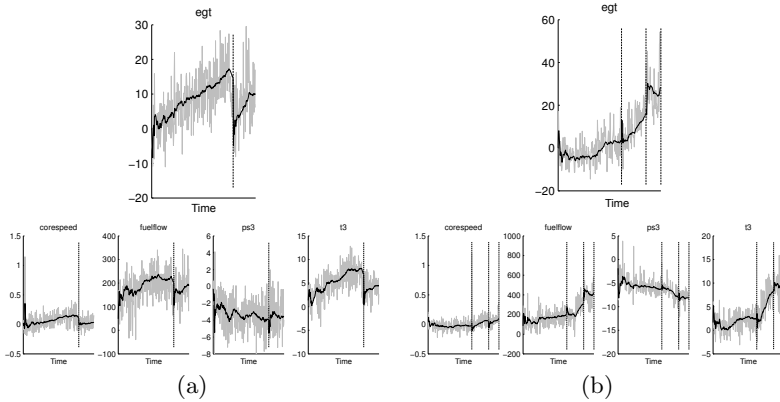 egt
30
20
10
0
−10
−20
Time
egt
60
40
20
0
−20
Time
corespeed
1.5
1
0.5
0
−0.5
Time
fuelflow
400
300
200
100
0
−100
Time
ps3
6
4
2
0
−2
−4
−6
−8
Time
t3
15
10
5
0
−5
−10
Time
corespeed
1.5
1
0.5
0
−0.5
Time
fuelflow
1000
800
600
400
200
0
−200
Time
ps3
5
0
−5
−10
−15
−20
Time
t3
20
15
10
5
0
−5
Time
(a)
(b)